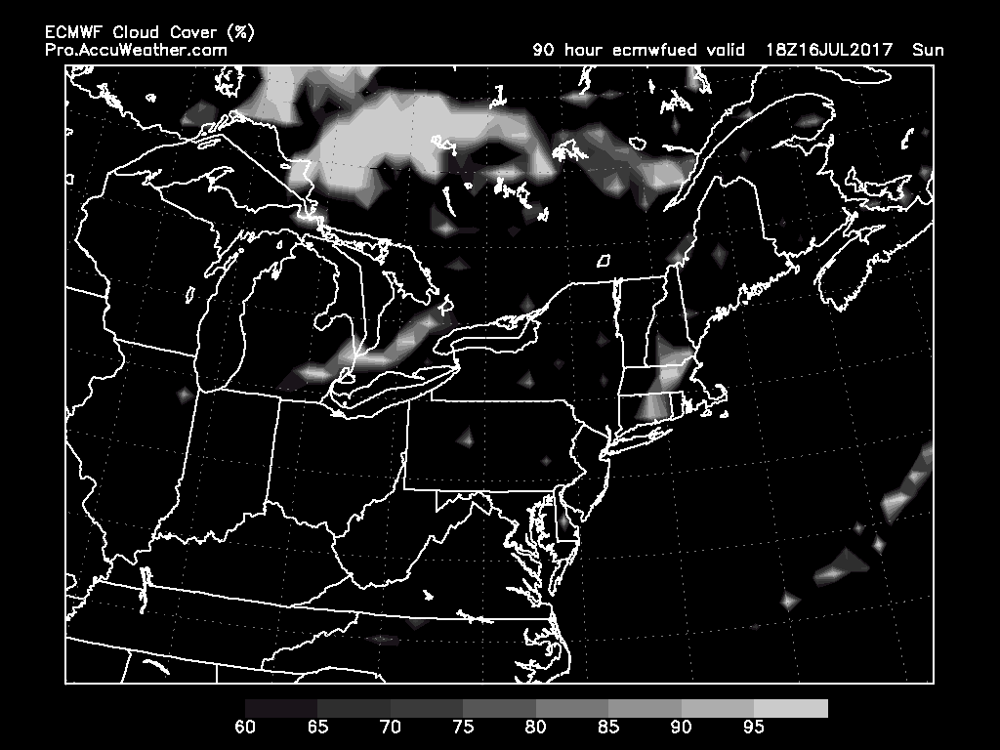 ECMWF Cloud Cover (%)
Pro.AccuWeather.com
90 hour ecmwfued valid 18Z16JUL2017 Sun
1
60 65 70 75 80 85 90 95